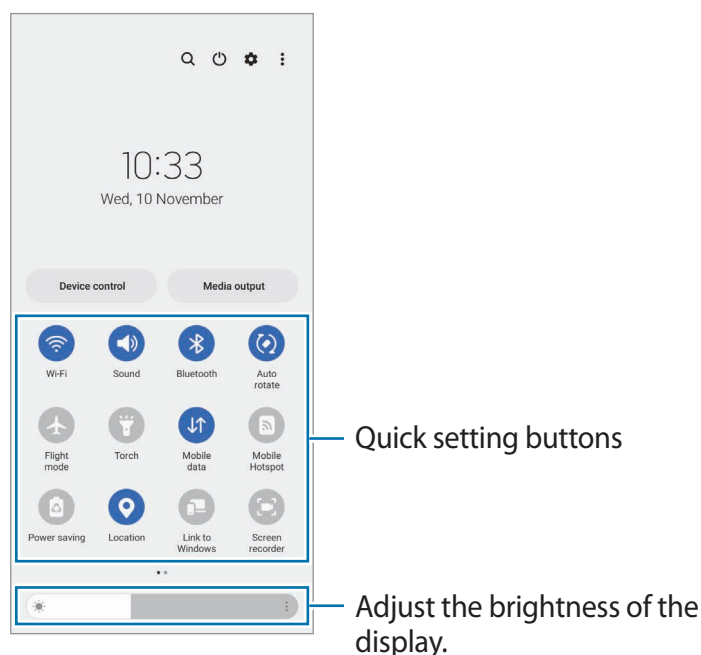 10:33
Wed, 10 November
Device control
Media output
Wi-Fi
Sound
Bluetooth
Auto
rotate
Flight
mode
Torch
Mobile
data
Mobile
Hotspot
Power saving
Location
Link to
Windows
Screen
recorder
Quick setting buttons
Adjust the brightness of the
display.